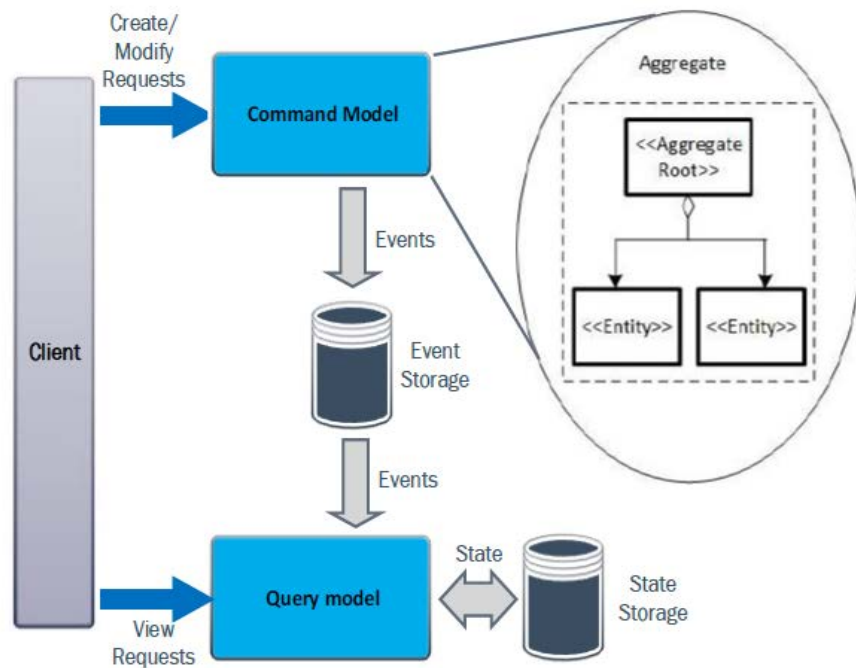 Create/
Modify
Requests
Command Model
Aggregate
<<Aggregate
Root>>
<<Entity>>
<<Entity>>
Events
Client
Event
Storage
Events
Query model
State
State
Storage
View
Requests